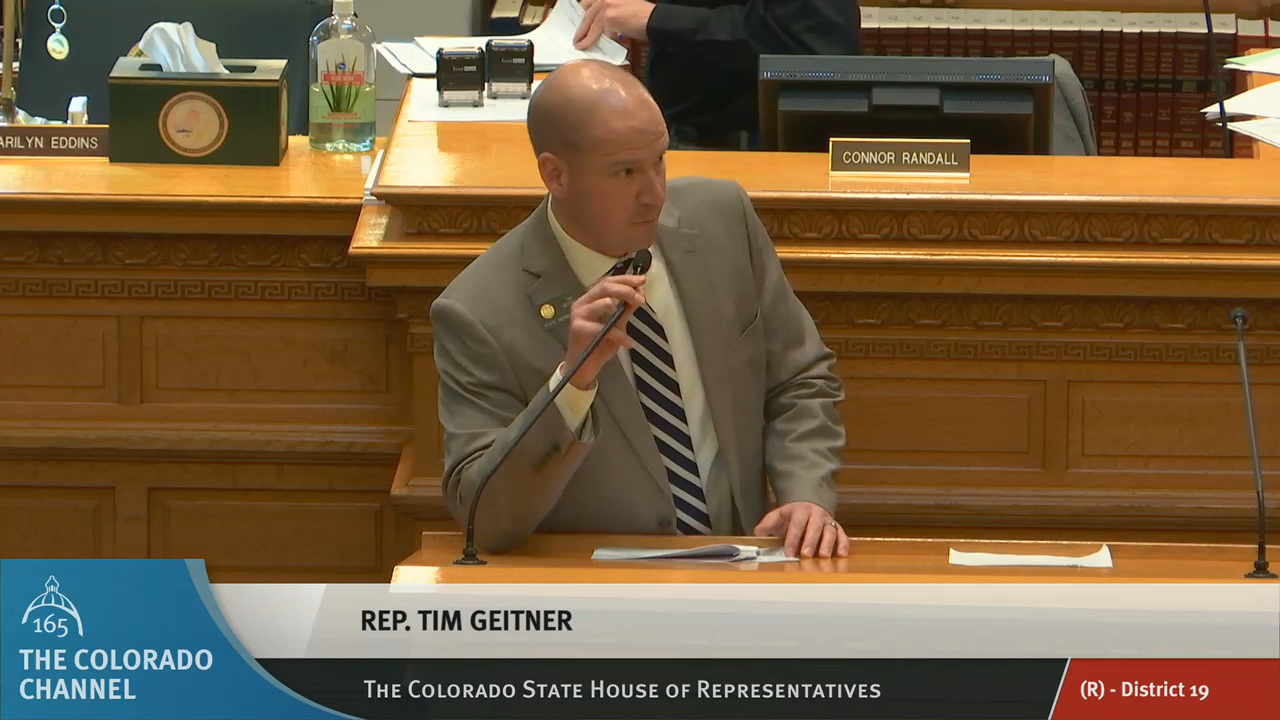 ARILYN EDDINS
CONNOR RANDALL
165
THE COLORADO
CHANNEL
REP. TIM GEITNER
THE COLORADO STATE HOUSE OF REPRESENTATIVES
(R) - District 19